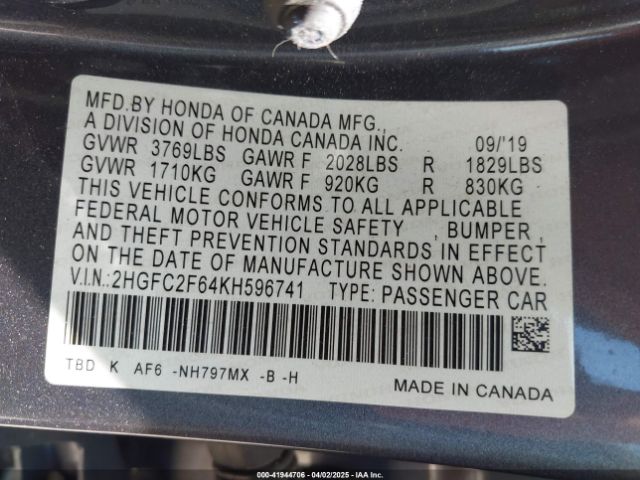 MFD.BY HONDA OF CANADA MFG.,
A DIVISION OF HONDA CANADA INC. 09/'19
GVWR 3769LBS GAWR F 2028LBS R 1829LBS
GVWR 1710KG GAWR F 920KG R 830KG
THIS VEHICLE CONFORMS TO ALL APPLICABLE
FEDERAL MOTOR VEHICLE SAFETY , BUMPER ,
AND THEFT PREVENTION STANDARDS IN EFFECT
ON THE DATE OF MANUFACTURE SHOWN ABOVE.
V.I.N.:2HGFC2F64KH596741 TYPE: PASSENGER CAR
TBD K AF6 -NH797MX -B -H
MADE IN CANADA
000-41944706 | 04/02/2025 | IAA Inc.